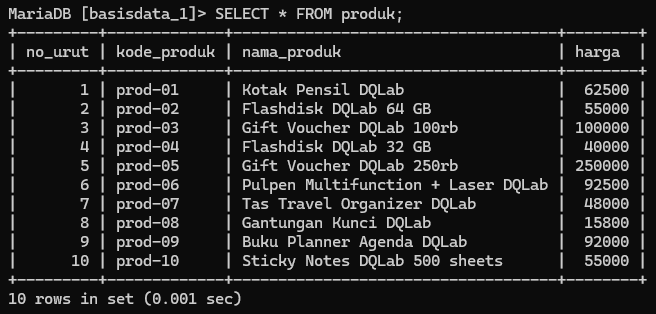 MariaDB [basisdata_1]> SELECT * FROM produk;
+---------+-------------+----------------------------------+--------+
| no_urut | kode_produk | nama_produk                      | harga  |
+---------+-------------+----------------------------------+--------+
|       1 | prod-01     | Kotak Pensil DQLab               |  62500 |
|       2 | prod-02     | Flashdisk DQLab 64 GB            |  55000 |
|       3 | prod-03     | Gift Voucher DQLab 100rb         | 100000 |
|       4 | prod-04     | Flashdisk DQLab 32 GB            |  40000 |
|       5 | prod-05     | Gift Voucher DQLab 250rb         | 250000 |
|       6 | prod-06     | Pulpen Multifunction + Laser DQLab |  92500 |
|       7 | prod-07     | Tas Travel Organizer DQLab       |  48000 |
|       8 | prod-08     | Gantungan Kunci DQLab            |  15800 |
|       9 | prod-09     | Buku Planner Agenda DQLab        |  92000 |
|      10 | prod-10     | Sticky Notes DQLab 500 sheets    |  55000 |
+---------+-------------+----------------------------------+--------+
10 rows in set (0.001 sec)